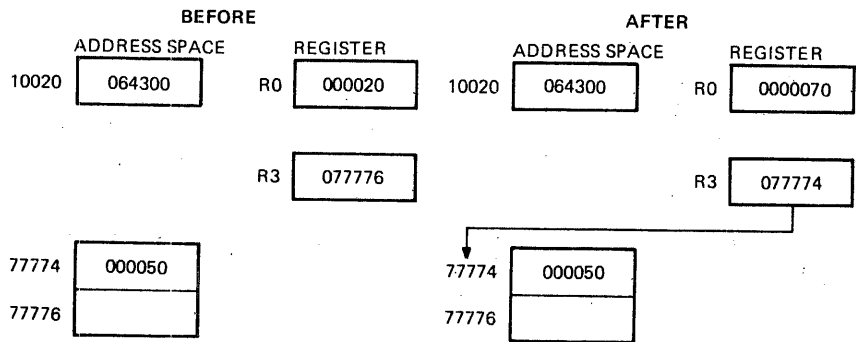 BEFORE
AFTER
ADDRESS SPACE REGISTER ADDRESS SPACE REGISTER
10020 064300 R0 000020 10020 064300 R0 0000070
R3 077776 R3 077774
77774 000050 77774 000050
77776 77776